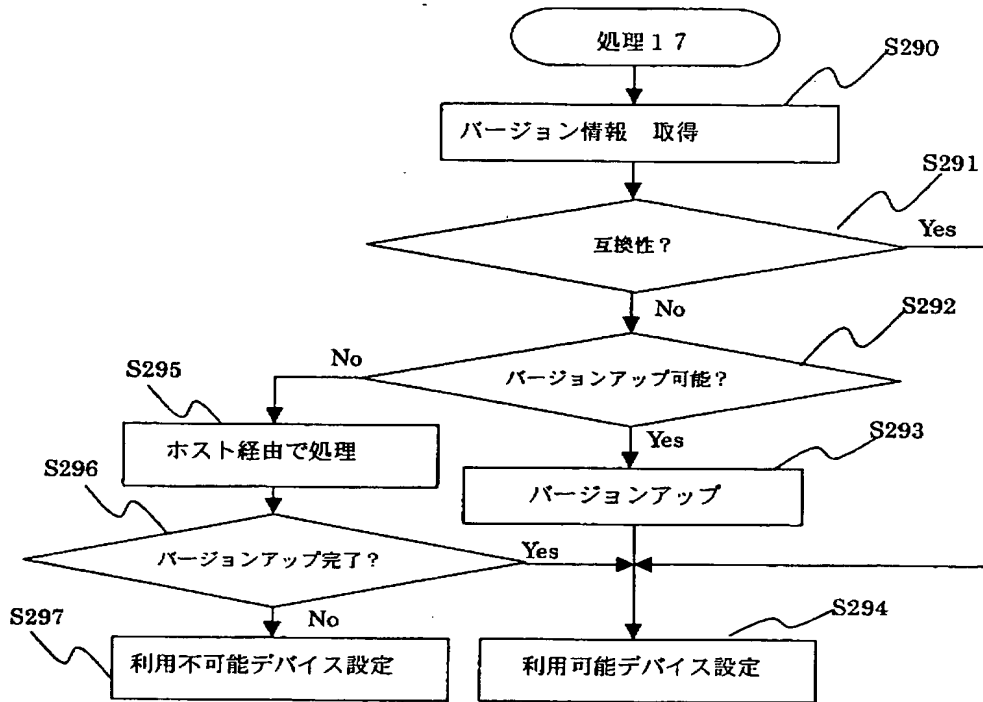 処理１７
S290
バージョン情報　取得
S291
互換性？
Yes
No
S292
バージョンアップ可能？
No
S295
Yes
S293
ホスト経由で処理
バージョンアップ
S296
バージョンアップ完了？
Yes
No
S297
S294
利用不可能デバイス設定
利用可能デバイス設定